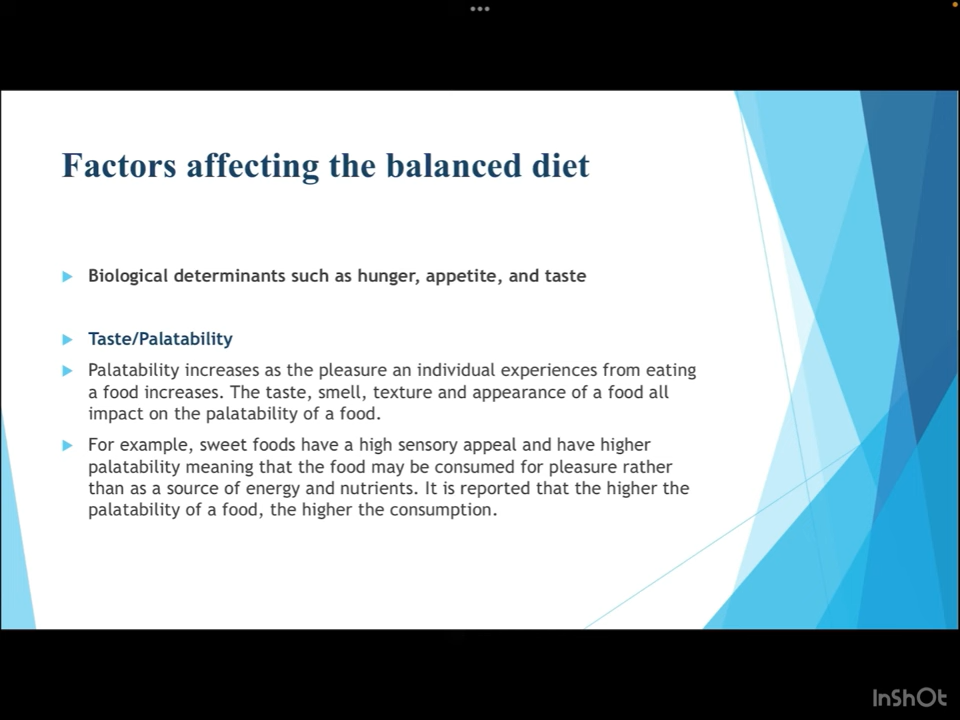 Factors affecting the balanced diet
Biological determinants such as hunger, appetite, and taste
Taste/Palatability
Palatability increases as the pleasure an individual experiences from eating
a food increases. The taste, smell, texture and appearance of a food all
impact on the palatability of a food.
For example, sweet foods have a high sensory appeal and have higher
palatability meaning that the food may be consumed for pleasure rather
than as a source of energy and nutrients. It is reported that the higher the
palatability of a food, the higher the consumption.
InShOt